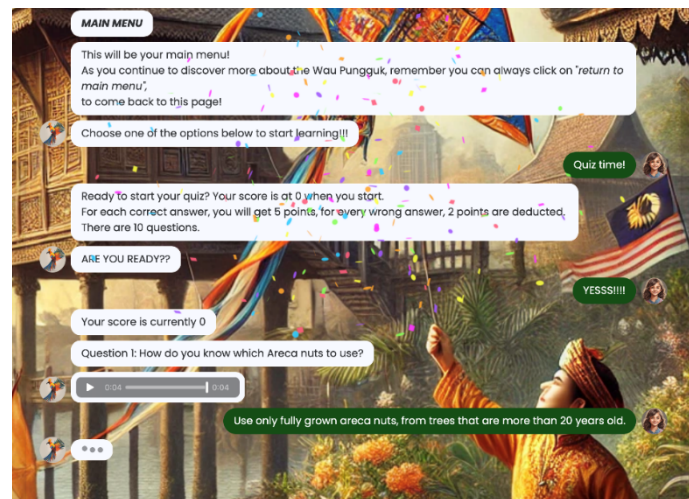 MAIN MENU
This will be your main menu!
As you continue to discover more about the Wau Pungguk, remember you can always click on "return to
main menu",
to come back to this page!
Choose one of the options below to start learning!!!
Quiz time!
Ready to start your quiz? Your score is at 0 when you start.
For each correct answer, you will get 5 points, for every wrong answer, 2 points are deducted.
There are 10 questions.
ARE YOU READY??
YESSS!!!!
Your score is currently 0
Question 1: How do you know which Areca nuts to use?
0:04 0:04
Use only fully grown areca nuts, from trees that are more than 20 years old.